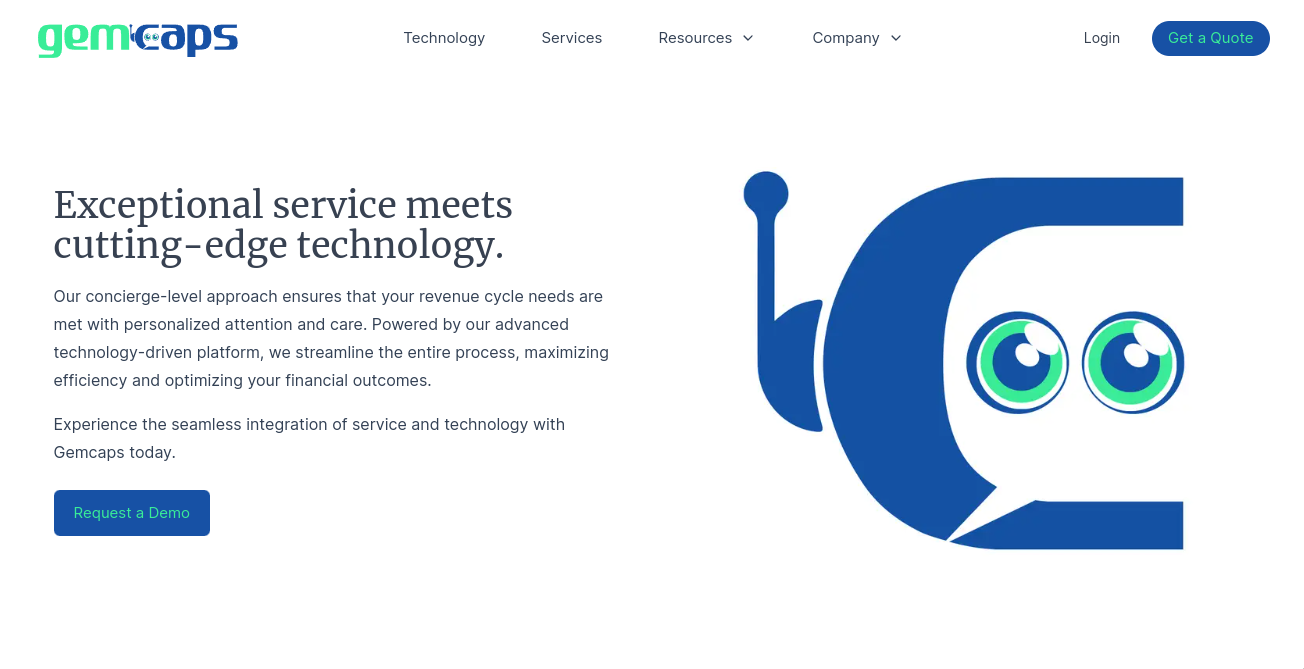 gemcaps
Technology
Services
Resources
Company
Login
Get a Quote
Exceptional service meets
cutting-edge technology.
Our concierge-level approach ensures that your revenue cycle needs are
met with personalized attention and care. Powered by our advanced
technology-driven platform, we streamline the entire process, maximizing
efficiency and optimizing your financial outcomes.
Experience the seamless integration of service and technology with
Gemcaps today.
Request a Demo